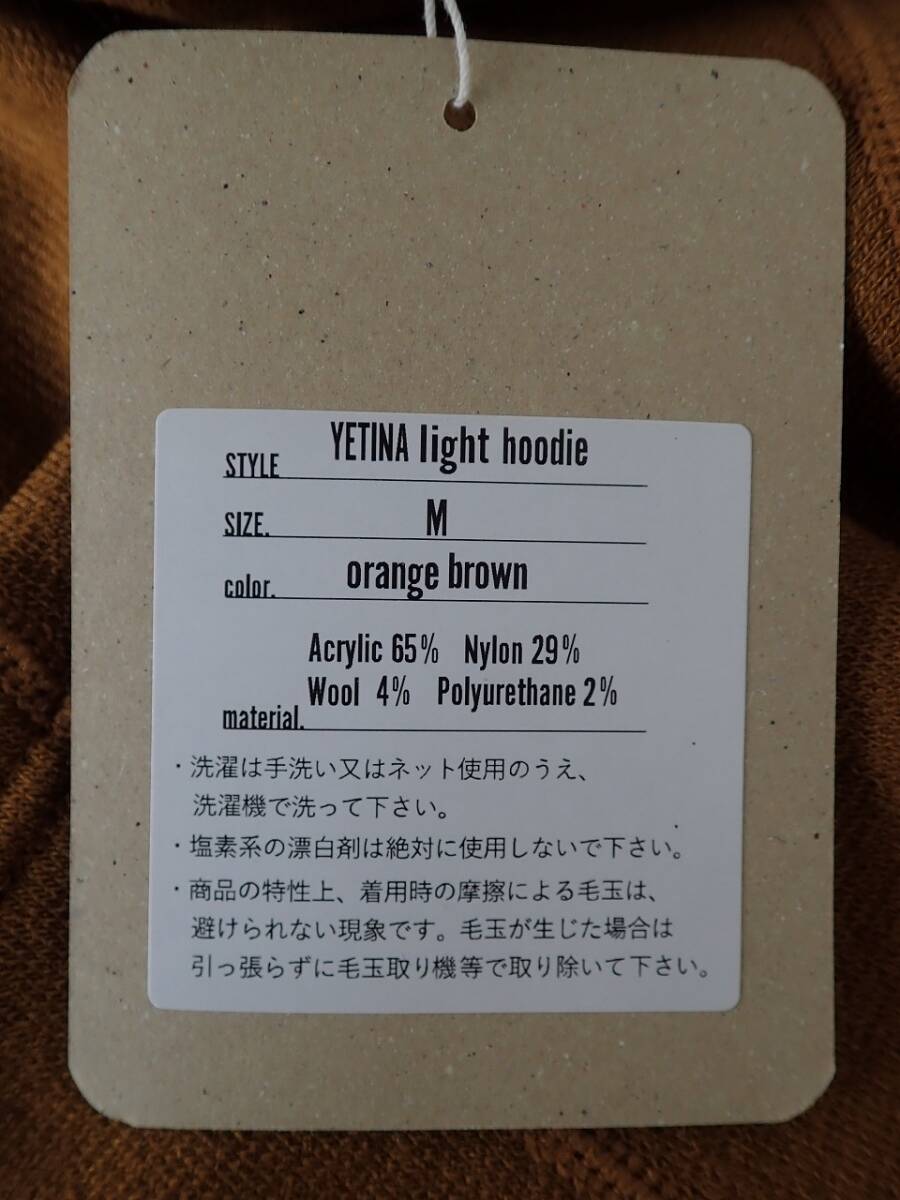 STYLE YETINA light hoodie
SIZE. M
color. orange brown
Acrylic 65% Nylon 29%
Wool 4% Polyurethane 2%
material.
・洗濯は手洗い又はネット使用のうえ、
洗濯機で洗って下さい。
・塩素系の漂白剤は絶対に使用しないで下さい。
・商品の特性上、着用時の摩擦による毛玉は、
避けられない現象です。毛玉が生じた場合は
引っ張らずに毛玉取り機等で取り除いて下さい。